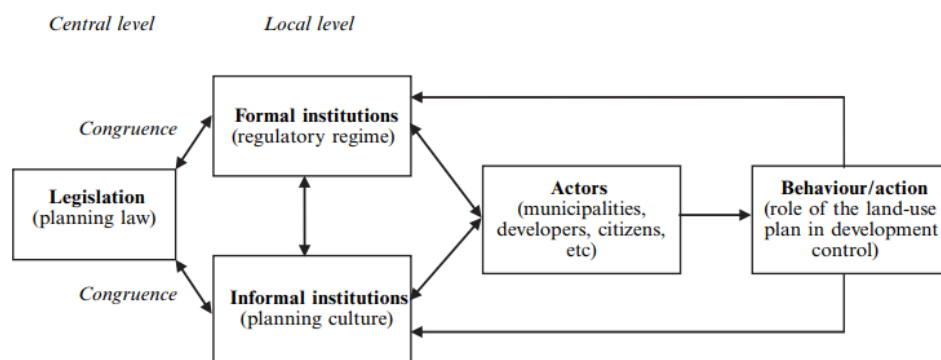 Central level
Local level
Formal institutions
(regulatory regime)
Congruence
Legislation
(planning law)
Actors
(municipalities,
developers, citizens,
etc)
Behaviour/action
(role of the land-use
plan in development
control)
Congruence
Informal institutions
(planning culture)